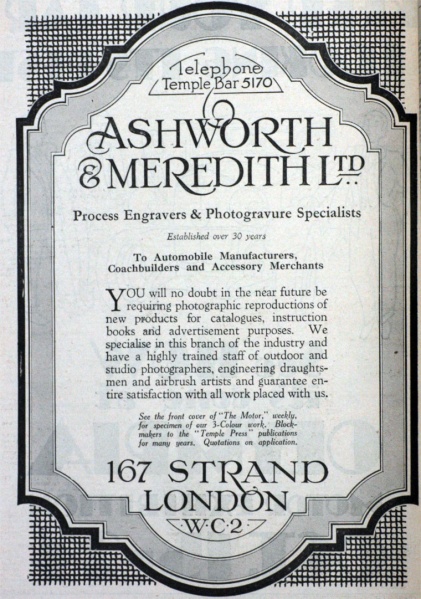 Telephone
Temple Bar 5170
ASHWORTH
& MEREDITH LTD.
Process Engravers & Photogravure Specialists
Established over 30 years
To Automobile Manufacturers,
Coachbuilders and Accessory Merchants
YOU will no doubt in the near future be
requiring photographic reproductions of
new products for catalogues, instruction
books and advertisement purposes. We
specialise in this branch of the industry and
have a highly trained staff of outdoor and
studio photographers, engineering draughts-
men and airbrush artists and guarantee en-
tire satisfaction with all work placed with us.
See the front cover of "The Motor," weekly,
for specimen of our 3-Colour work. Block-
makers to the "Temple Press" publications
for many years. Quotations on application.
167 STRAND
LONDON
·W·C·2·